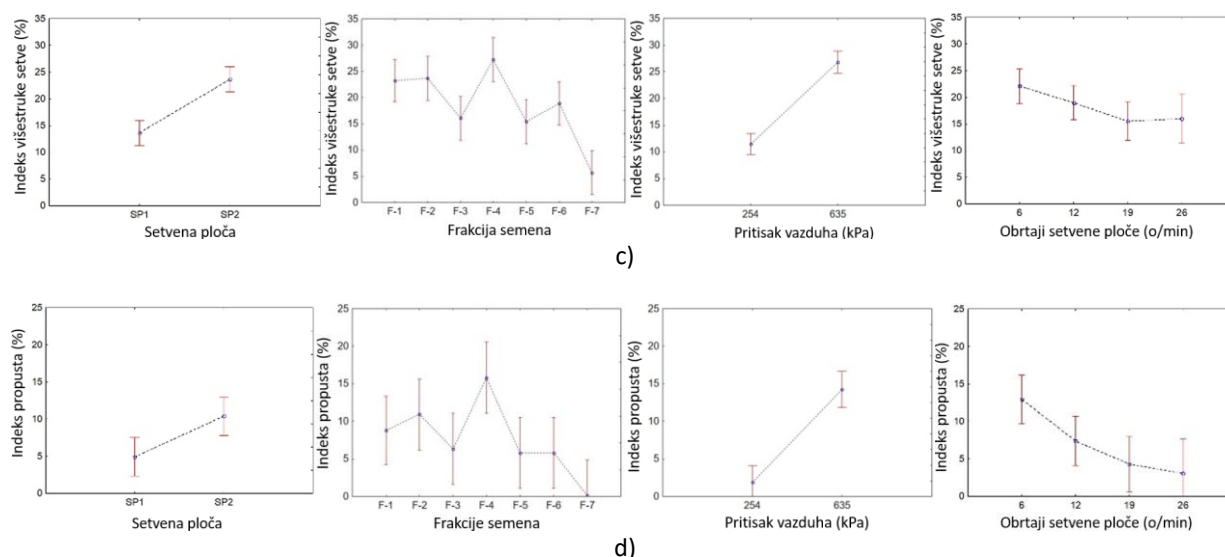 Indeks višestruke setve (%)
35
30
25
20
15
10
5
0
SP1 SP2
Setvena ploča
Indeks višestruke setve (%)
35
30
25
20
15
10
5
0
F-1 F-2 F-3 F-4 F-5 F-6 F-7
Frakcija semena
Indeks višestruke setve (%)
35
30
25
20
15
10
5
0
254 635
Pritisak vazduha (kPa)
Indeks višestruke setve (%)
35
30
25
20
15
10
5
0
6 12 19 26
Obrtaji setvene ploče (o/min)
c)
Indeks propusta (%)
25
20
15
10
5
0
SP1 SP2
Setvena ploča
Indeks propusta (%)
25
20
15
10
5
0
F-1 F-2 F-3 F-4 F-5 F-6 F-7
Frakcije semena
Indeks propusta (%)
25
20
15
10
5
0
254 635
Pritisak vazduha (kPa)
Indeks propusta (%)
25
20
15
10
5
0
6 12 19 26
Obrtaji setvene ploče (o/min)
d)